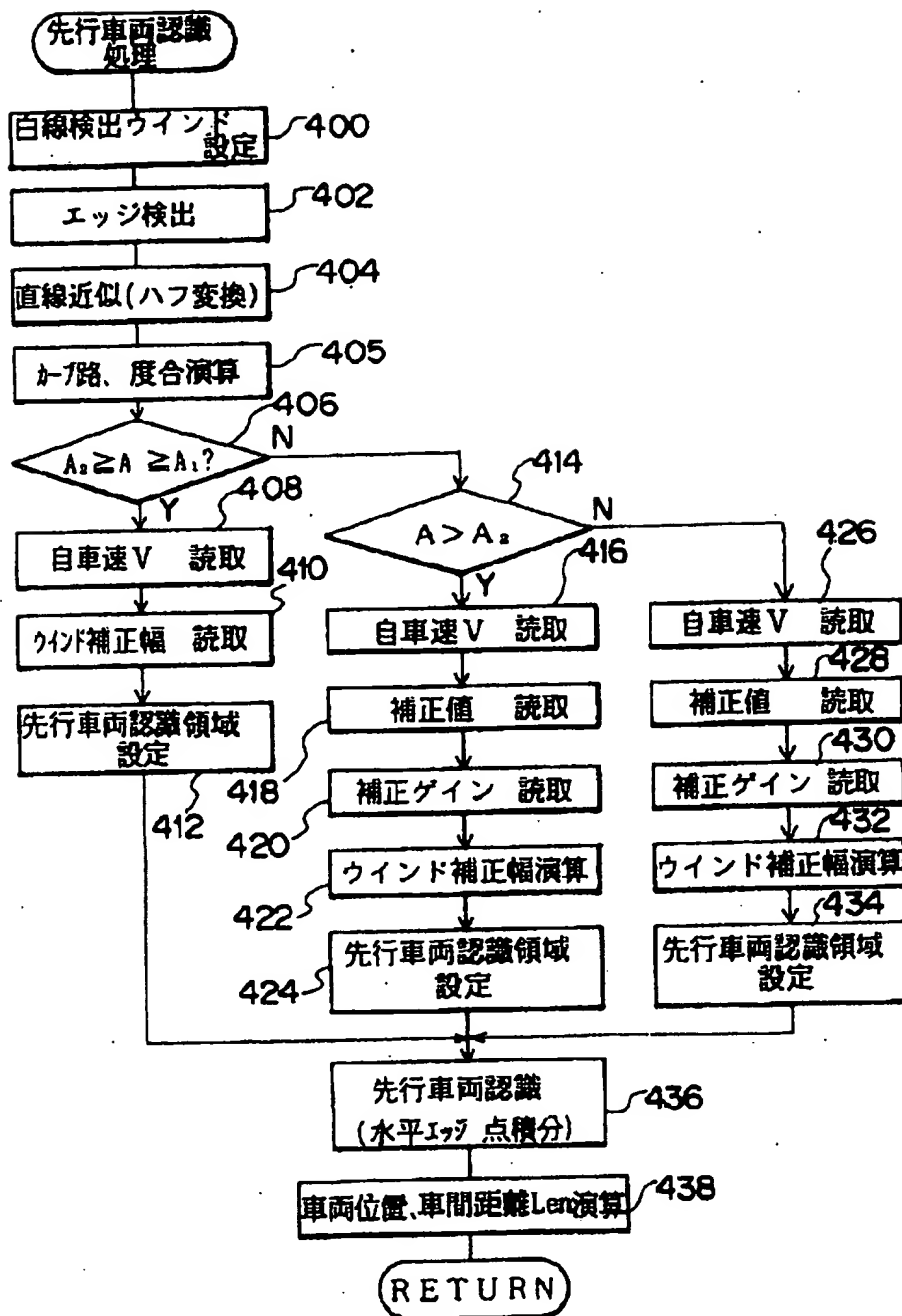 先行車両認識
処理
白線検出ウインド
設定
400
エッジ検出
402
直線近似(ハフ変換)
404
カーブ路、度合演算
405
A₂≧A ≧A₁?
406
N
Y
自車速V 読取
408
ウインド補正幅 読取
410
先行車両認識領域
設定
412
A>A₂
414
N
Y
自車速V 読取
416
補正値 読取
418
補正ゲイン 読取
420
ウインド補正幅演算
422
先行車両認識領域
設定
424
自車速V 読取
426
補正値 読取
428
補正ゲイン 読取
430
ウインド補正幅演算
432
先行車両認識領域
設定
434
先行車両認識
(水平エッジ 点積分)
436
車両位置、車間距離Len演算
438
RETURN